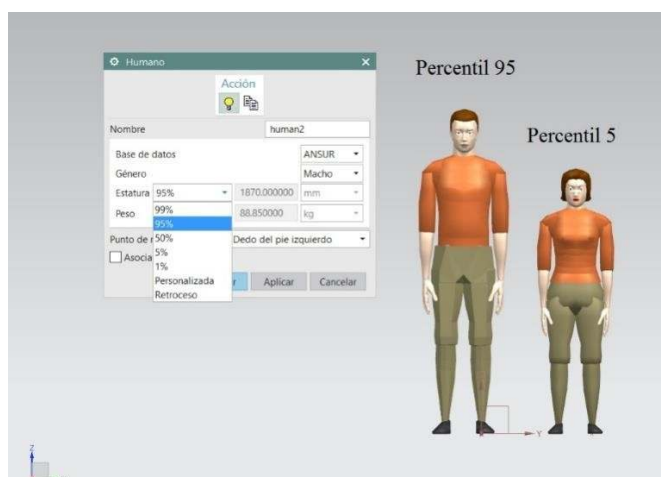 Humano
Acción
Nombre human2
Base de datos ANSUR
Género Macho
Estatura 95% 1870.000000 mm
Peso 88.850000 kg
99%
95%
50%
5%
1%
Personalizada
Retroceso
Dedo del pie izquierdo
Aplicar Cancelar
Percentil 95
Percentil 5
Y
Z